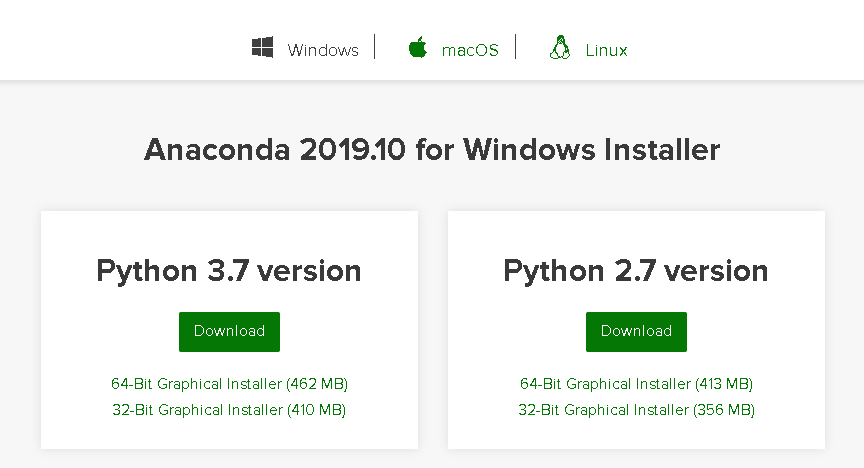 Windows
macOS
Linux
Anaconda 2019.10 for Windows Installer
Python 3.7 version
Download
64-Bit Graphical Installer (462 MB)
32-Bit Graphical Installer (410 MB)
Python 2.7 version
Download
64-Bit Graphical Installer (413 MB)
32-Bit Graphical Installer (356 MB)